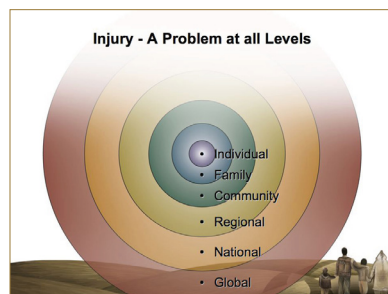 Injury - A Problem at all Levels
• Individual
• Family
• Community
• Regional
• National
• Global